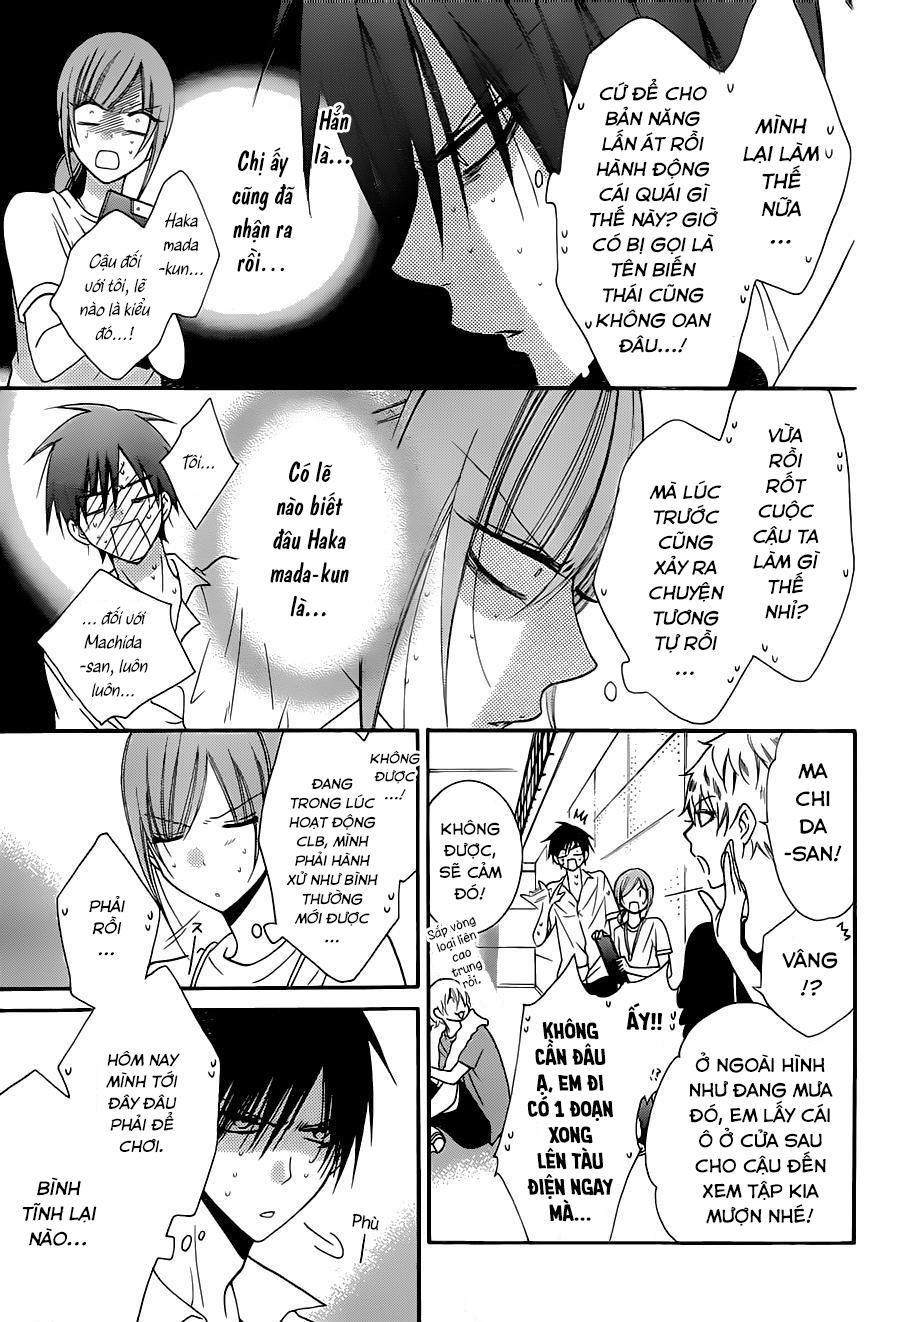 MÌNH
LẠI LÀM
THẾ
NỮA
...
CỨ ĐỂ CHO
BẢN NĂNG
LẤN ÁT RỒI
HÀNH ĐỘNG
CÁI QUÁI GÌ
THẾ NÀY? GIỜ
CÓ BỊ GỌI LÀ
TÊN BIẾN
THÁI CŨNG
KHÔNG OAN
ĐÂU...!
Hẳn
là...
Chị ấy
cũng đã
nhận ra
rồi...
Haka
mada
-kun...
Cậu đối
với tôi, lẽ
nào là kiểu
đó...!
VỪA
RỒI
RỐT
CUỘC
CẬU TA
LÀM GÌ
THẾ
NHỈ?
MÀ LÚC
TRƯỚC
CŨNG
XẢY RA
CHUYỆN
TƯƠNG
TỰ RỒI
...
Có lẽ
nào biết
đâu Haka
mada-kun
là...
Tôi...
... đối với
Machida
-san, luôn
luôn...
MA
CHI
DA
-SAN!
VÂNG
!?
Ở NGOÀI HÌNH
NHƯ ĐANG MƯA
ĐÓ, EM LẤY CÁI
Ô Ở CỬA SAU
CHO CẬU ĐẾN
XEM TẬP KIA
MƯỢN NHÉ!
ẤY!!
!?
KHÔNG
CẦN ĐÂU
Ạ, EM ĐI
CÓ 1 ĐOẠN
XONG
LÊN TÀU
ĐIỆN NGAY
MÀ...
KHÔNG
ĐƯỢC,
SẼ CẢM
ĐÓ!
Sắp vòng
loại liên
cao
trung
rồi.
KHÔNG
ĐƯỢC
...!
ĐANG
TRONG LÚC
HOẠT ĐỘNG
CLB, MÌNH
PHẢI HÀNH
XỬ NHƯ BÌNH
THƯỜNG
MỚI ĐƯỢC
...
PHẢI
RỒI
HÔM NAY
MÌNH TỚI
ĐÂY ĐÂU
PHẢI ĐỂ
CHƠI.
BÌNH
TĨNH LẠI
NÀO...
Phù